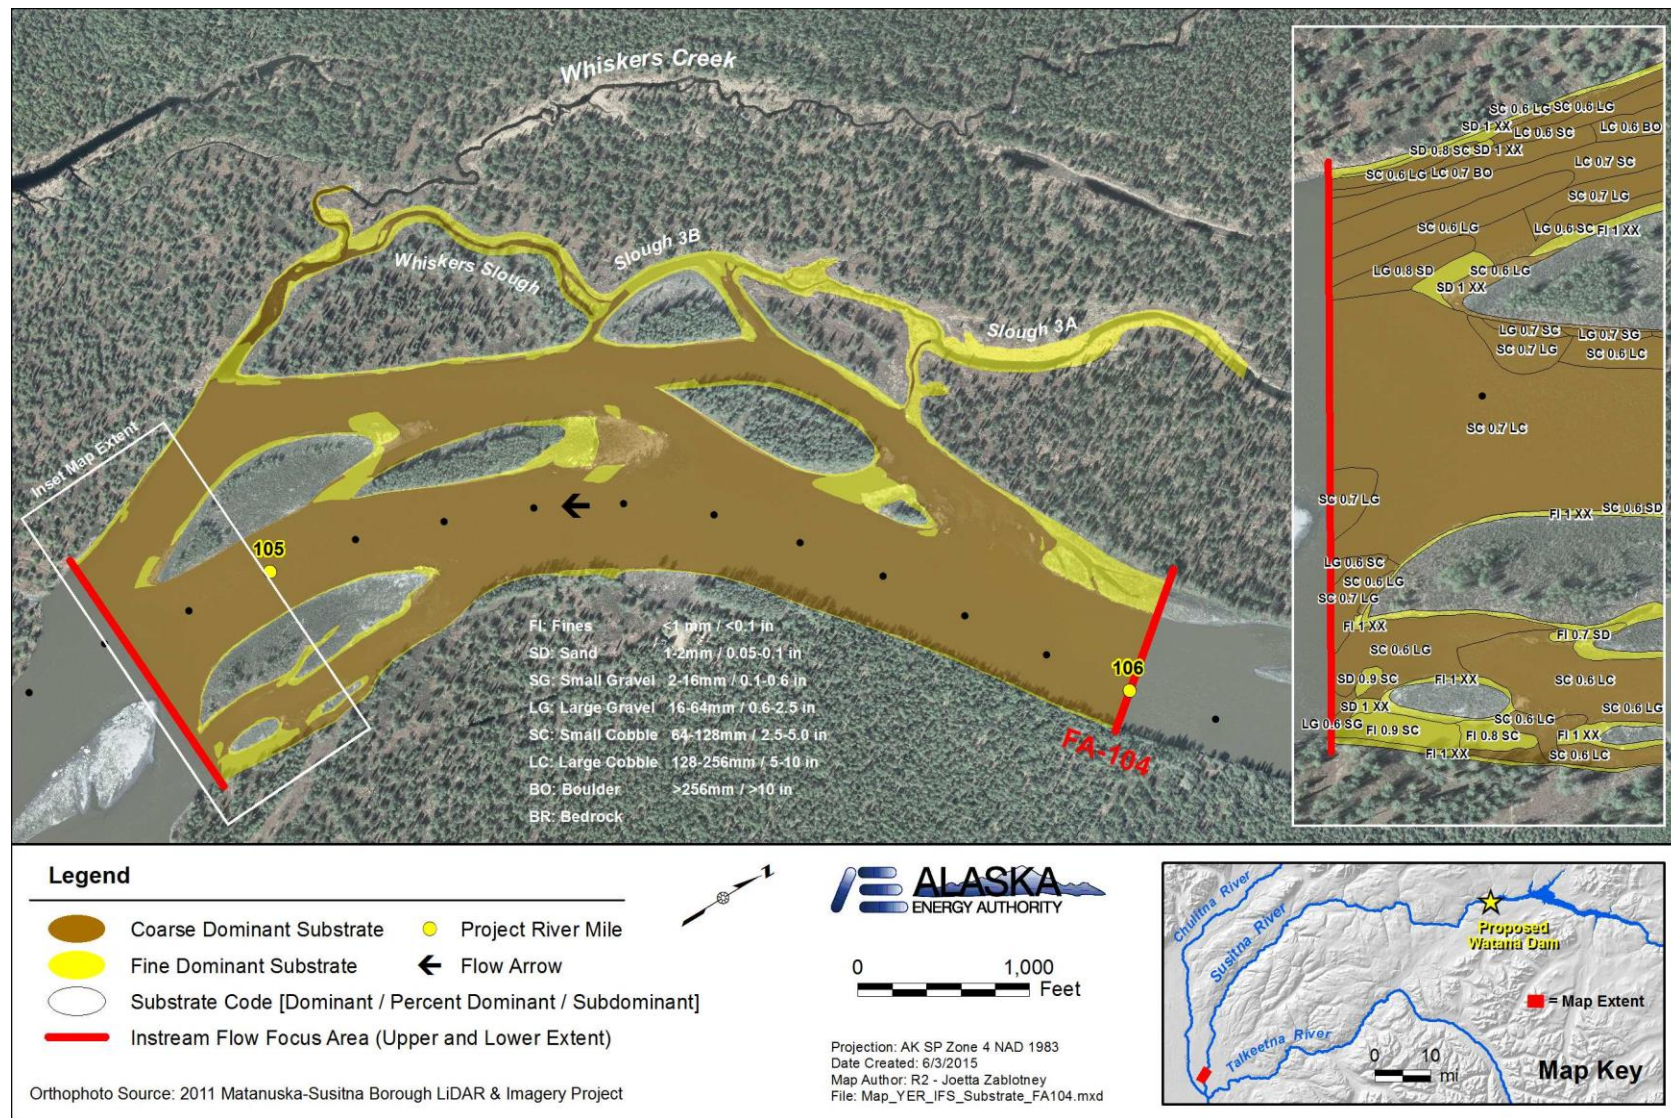 Whiskers Creek
Whiskers Slough
Slough 3B
Slough 3A
Inset Map Extent
105
106
FA-104
FI: Fines <1 mm / <0.1 in
SD: Sand 1-2mm / 0.05-0.1 in
SG: Small Gravel 2-16mm / 0.1-0.6 in
LG: Large Gravel 16-64mm / 0.6-2.5 in
SC: Small Cobble 64-128mm / 2.5-5.0 in
LC: Large Cobble 128-256mm / 5-10 in
BO: Boulder >256mm / >10 in
BR: Bedrock
SC 0.6 LG
SC 0.6 LG
SD 1 XX
LC 0.6 SC
LC 0.6 BO
SD 0.8 SC
SD 1 XX
LC 0.7 SC
SC 0.6 LG
LC 0.7 BO
SC 0.7 LG
SC 0.6 LG
LG 0.6 SC
FI 1 XX
LG 0.8 SD
SC 0.6 LG
SD 1 XX
LG 0.7 SC
LG 0.7 SG
SC 0.7 LG
SC 0.6 LC
SC 0.7 LC
SC 0.7 LG
FI 1 XX
SC 0.6 SD
LG 0.6 SC
SC 0.6 LG
SC 0.7 LG
FI 1 XX
FI 0.7 SD
SC 0.6 LG
SD 0.9 SC
FI 1 XX
SC 0.6 LC
SD 1 XX
SC 0.6 LG
LG 0.6 SG
FI 0.9 SC
SC 0.6 LG
FI 0.8 SC
FI 1 XX
FI 1 XX
SC 0.6 LC
Legend
Coarse Dominant Substrate
Project River Mile
Fine Dominant Substrate
Flow Arrow
Substrate Code [Dominant / Percent Dominant / Subdominant]
Instream Flow Focus Area (Upper and Lower Extent)
Orthophoto Source: 2011 Matanuska-Susitna Borough LiDAR & Imagery Project
Z
ALASKA
ENERGY AUTHORITY
0 1,000
Feet
Projection: AK SP Zone 4 NAD 1983
Date Created: 6/3/2015
Map Author: R2 - Joetta Zablotney
File: Map_YER_IFS_Substrate_FA104.mxd
Chulitna River
Susitna River
Talkeetna River
Proposed
Watana Dam
= Map Extent
0 10
mi
Map Key